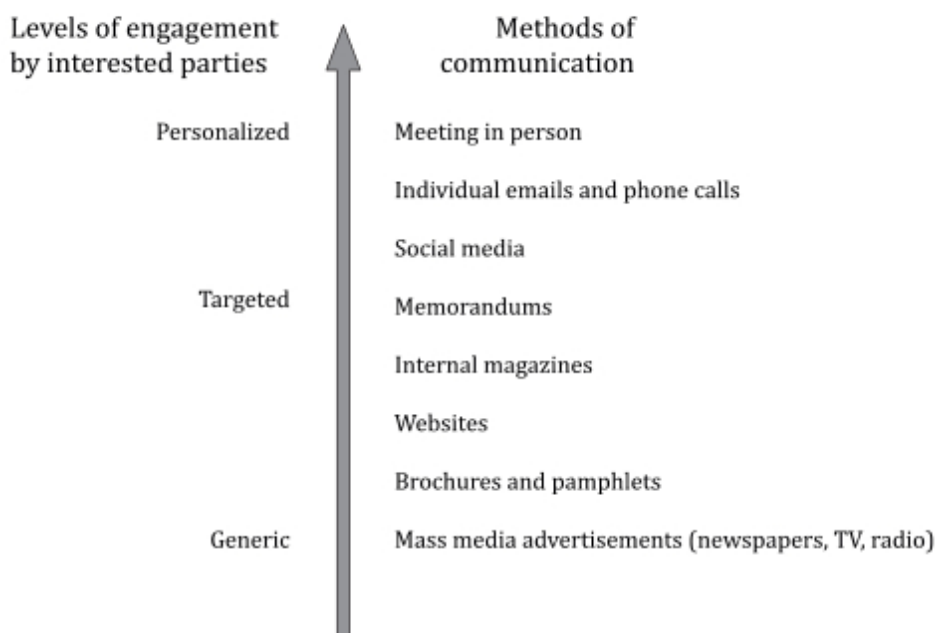 Levels of engagement
by interested parties
Methods of
communication
Personalized
Meeting in person
Individual emails and phone calls
Social media
Targeted
Memorandums
Internal magazines
Websites
Brochures and pamphlets
Generic
Mass media advertisements (newspapers, TV, radio)